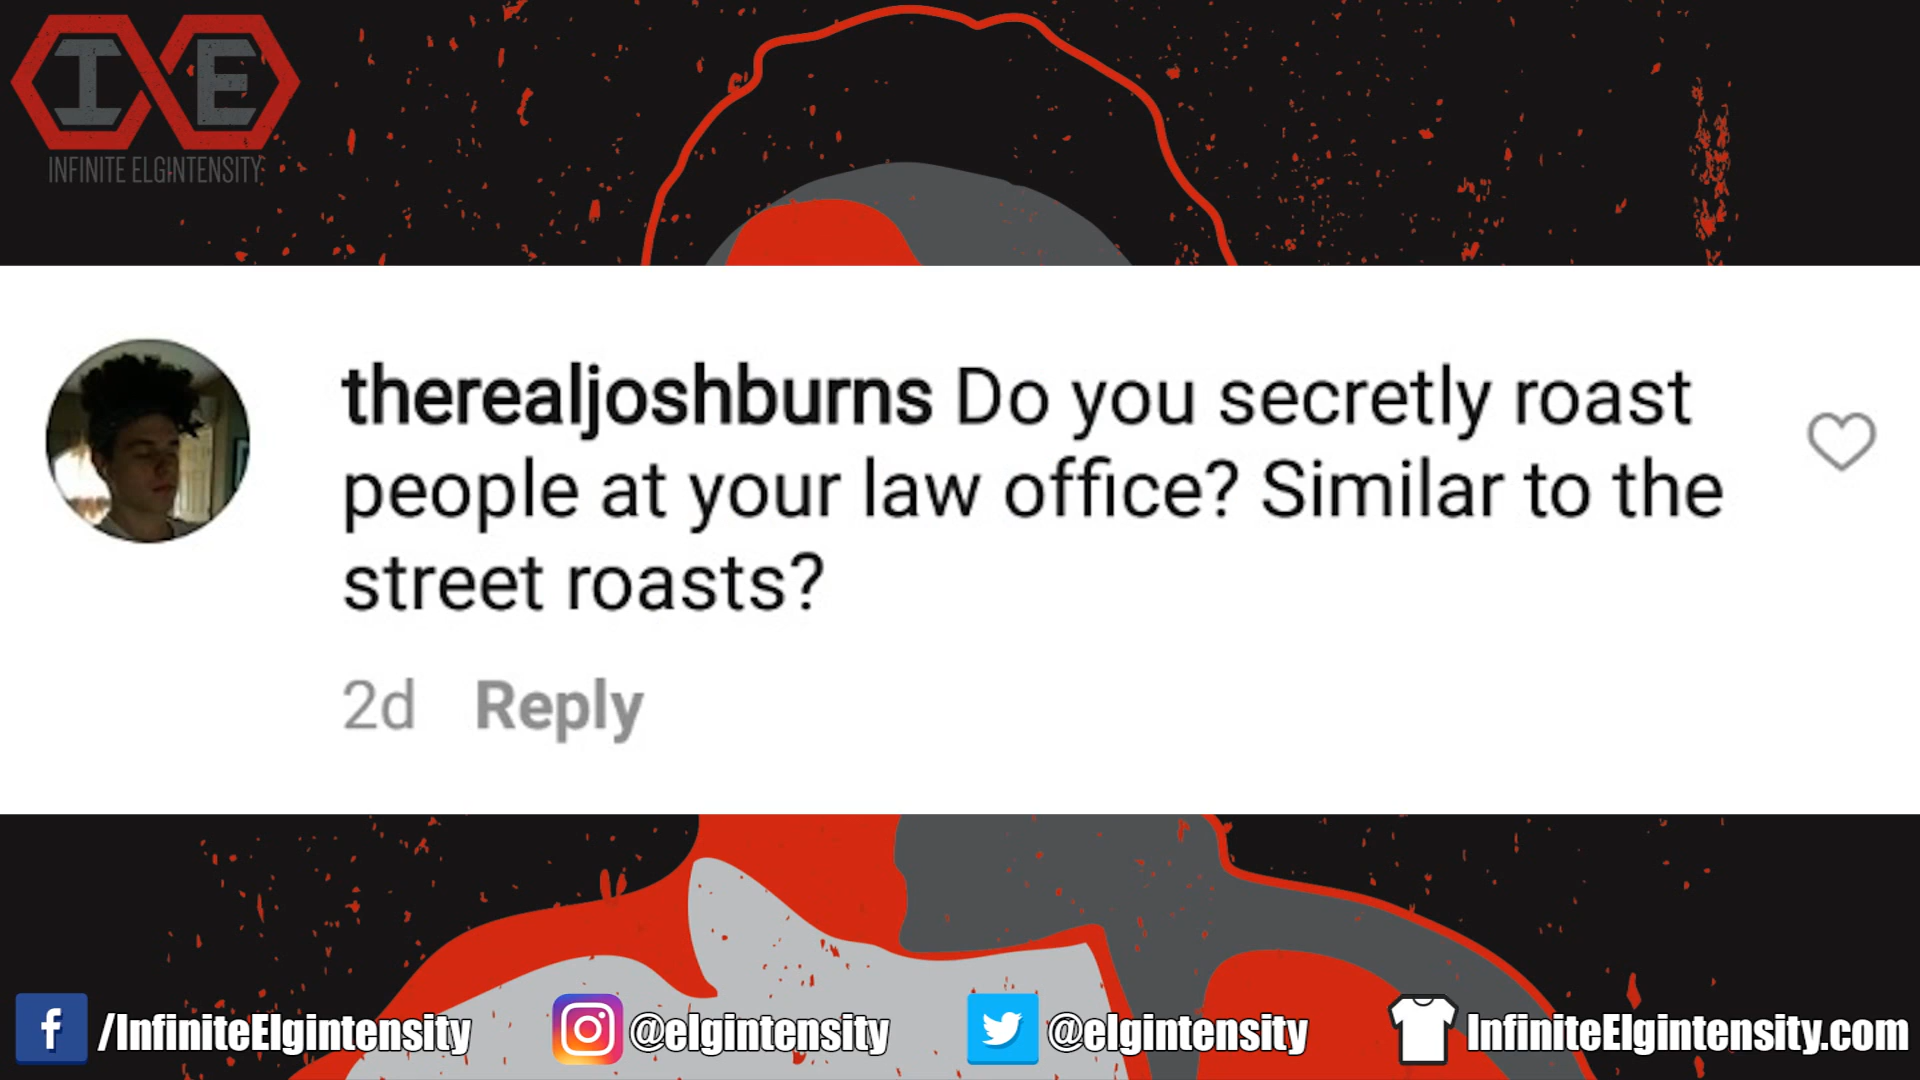 IE
INFINITE ELGINTENSITY
therealjoshburns Do you secretly roast
people at your law office? Similar to the
street roasts?
2d Reply
/InfiniteElgintensity @elgintensity @elgintensity InfiniteElgintensity.com